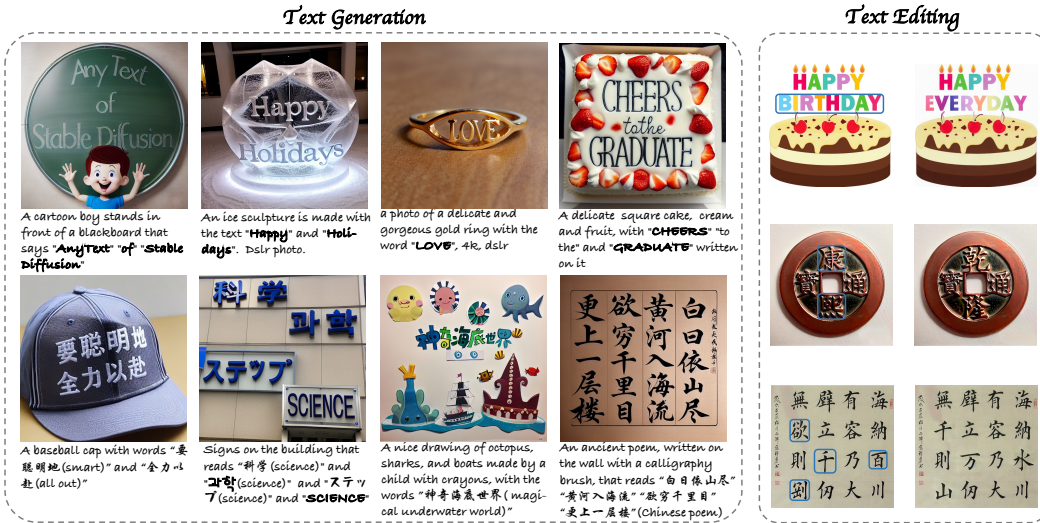 Text Generation
Text Editing
Any Text
of
Stable Diffusion
Happy
Holidays
LOVE
CHEERS
to the
GRADUATE
A cartoon boy stands in
front of a blackboard that
says "AnyText" "of" "Stable
Diffusion"
An ice sculpture is made with
the text "Happy" and "Holi-
days". Dslr photo.
a photo of a delicate and
gorgeous gold ring with the
word "LOVE", 4k, dslr
A delicate square cake, cream
and fruit, with "CHEERS" "to
the" and "GRADUATE" written
on it
要聪明地
全力以赴
科学
과학
ステップ
SCIENCE
神奇海底世界
白日依山尽
黄河入海流
欲穷千里目
更上一层楼
A baseball cap with words “要
聪明地(smart)” and “全力以
赴(all out)”
Signs on the building that
reads “科学(science)” and
"과학(science)" and "ステッ
プ(science)" and "SCIENCE"
A nice drawing of octopus,
sharks, and boats made by a
child with crayons, with the
words “神奇海底世界(magi-
cal underwater world)”
An ancient poem, written on
the wall with a calligraphy
brush, that reads “白日依山尽”
“黄河入海流” “欲穷千里目”
“更上一层楼”(Chinese poem)
HAPPY
BIRTHDAY
HAPPY
EVERYDAY
康熙
通寶
乾隆
通寶
海納百川
有容乃大
壁立千仞
無欲則剛
海納水川
有容乃大
壁立万仞
無千則山